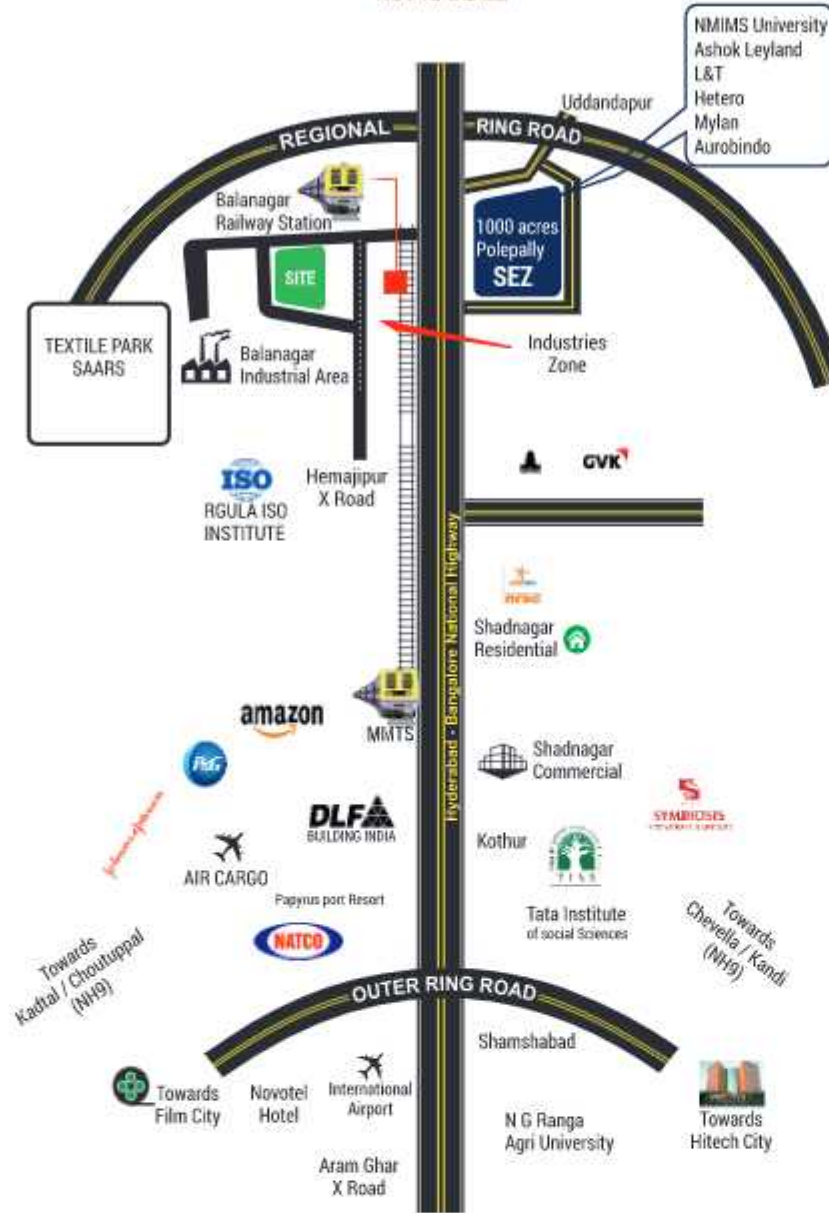 NMIMS University
Ashok Leyland
L&T
Hetero
Mylan
Aurobindo
Uddandapur
REGIONAL RING ROAD
Balanagar
Railway Station
1000 acres
Polepally
SEZ
SITE
TEXTILE PARK
SAARS
Balanagar
Industrial Area
Industries
Zone
GVK
ISO
RGULA ISO
INSTITUTE
Hemajipur
X Road
Hyderabad - Bangalore National Highway
Shadnagar
Residential
amazon
MMTS
P&G
Shadnagar
Commercial
Johnson & Johnson
DLF
BUILDING INDIA
SYMBIOSIS
Kothur
AIR CARGO
TISS
Papyrus port Resort
NATCO
Tata Institute
of social Sciences
Towards
Kadtal / Choutuppal
(NH9)
Towards
Chevella / Kandi
(NH9)
OUTER RING ROAD
Shamshabad
Towards
Film City
Novotel
Hotel
International
Airport
N G Ranga
Agri University
Towards
Hitech City
Aram Ghar
X Road